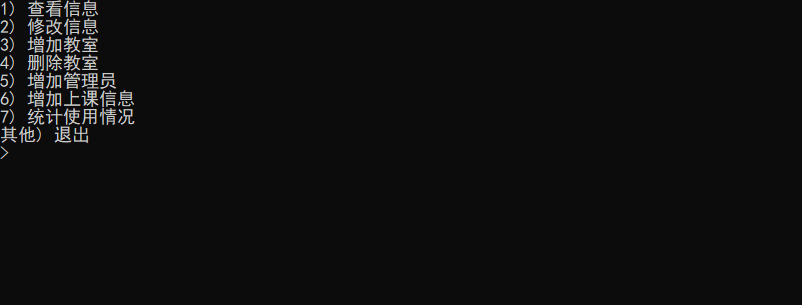 1) 查看信息
2) 修改信息
3) 增加教室
4) 删除教室
5) 增加管理员
6) 增加上课信息
7) 统计使用情况
其他) 退出
>